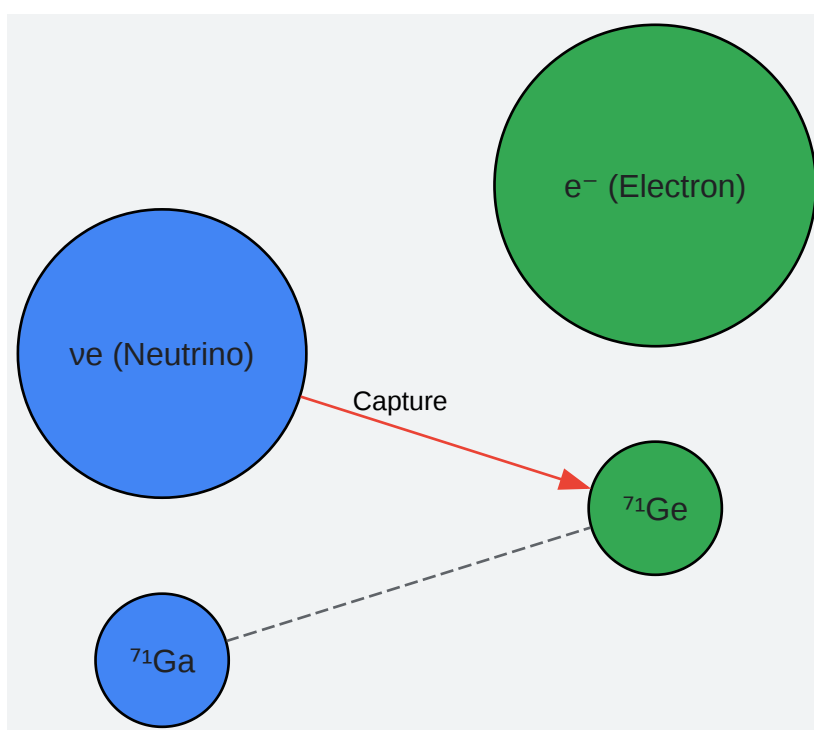 e⁻ (Electron)
νe (Neutrino)
Capture
⁷¹Ge
⁷¹Ga